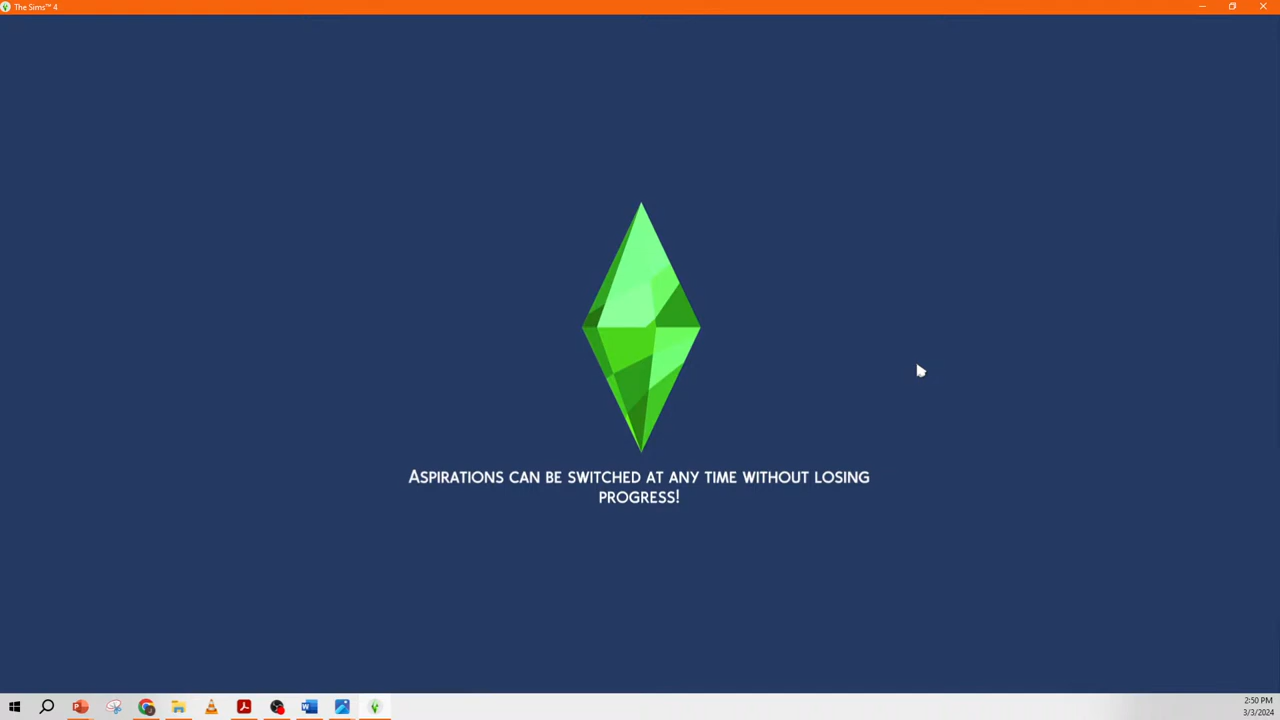 The Sims™ 4
ASPIRATIONS CAN BE SWITCHED AT ANY TIME WITHOUT LOSING
PROGRESS!
2:50 PM
3/3/2024